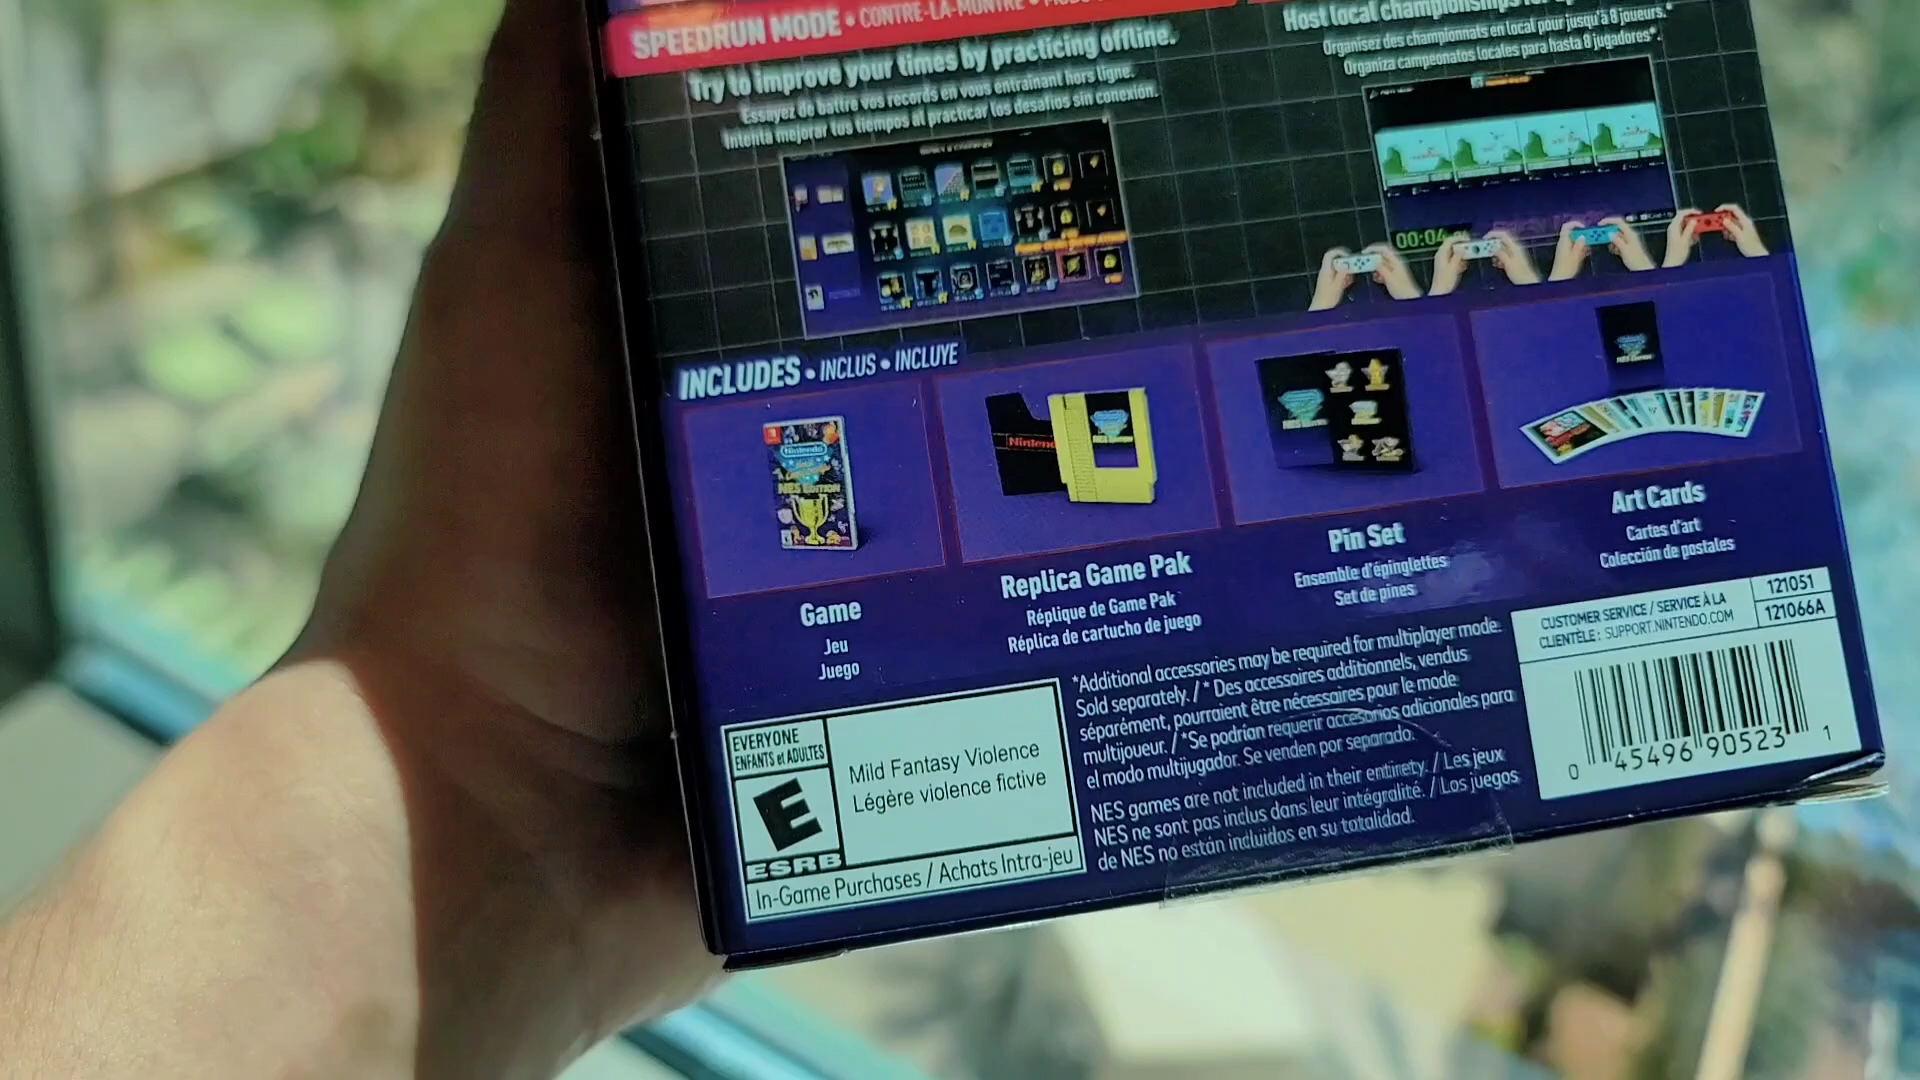 SPEEDRUN MODE • CONTRE-LA-MONTRE •
Try to improve your times by practicing offline.
Essayez de battre vos records en vous entraînant hors ligne.
Intenta mejorar tus tiempos al practicar los desafíos sin conexión.
Host local championships for
Organisez des championnats en local pour jusqu'à 8 joueurs.*
Organiza campeonatos locales para hasta 8 jugadores*.
00:04
INCLUDES • INCLUS • INCLUYE
Nintendo
NES EDITION
Game
Jeu
Juego
Replica Game Pak
Réplique de Game Pak
Réplica de cartucho de juego
Pin Set
Ensemble d'épinglettes
Set de pines
Art Cards
Cartes d'art
Colección de postales
EVERYONE
ENFANTS et ADULTES
E
ESRB
Mild Fantasy Violence
Légère violence fictive
In-Game Purchases / Achats Intra-jeu
*Additional accessories may be required for multiplayer mode.
Sold separately. / * Des accessoires additionnels, vendus
séparément, pourraient être nécessaires pour le mode
multijoueur. / *Se podrían requerir accesorios adicionales para
el modo multijugador. Se venden por separado.
NES games are not included in their entirety. / Les jeux
NES ne sont pas inclus dans leur intégralité. / Los juegos
de NES no están incluidos en su totalidad.
CUSTOMER SERVICE / SERVICE À LA
CLIENTÈLE : SUPPORT.NINTENDO.COM
121051
121066A
0 45496 90523 1